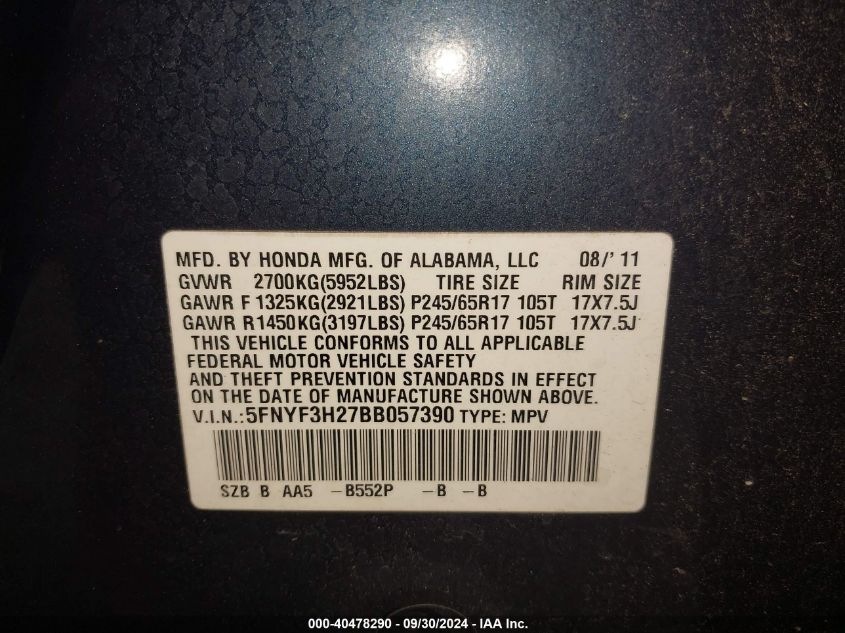 MFD. BY HONDA MFG. OF ALABAMA, LLC 08/'11
GVWR 2700KG(5952LBS) TIRE SIZE RIM SIZE
GAWR F 1325KG(2921LBS) P245/65R17 105T 17X7.5J
GAWR R1450KG(3197LBS) P245/65R17 105T 17X7.5J
THIS VEHICLE CONFORMS TO ALL APPLICABLE
FEDERAL MOTOR VEHICLE SAFETY
AND THEFT PREVENTION STANDARDS IN EFFECT
ON THE DATE OF MANUFACTURE SHOWN ABOVE.
V.I.N.:5FNYF3H27BB057390 TYPE: MPV
SZB B AA5 -B552P -B -B
000-40478290 - 09/30/2024 - IAA Inc.